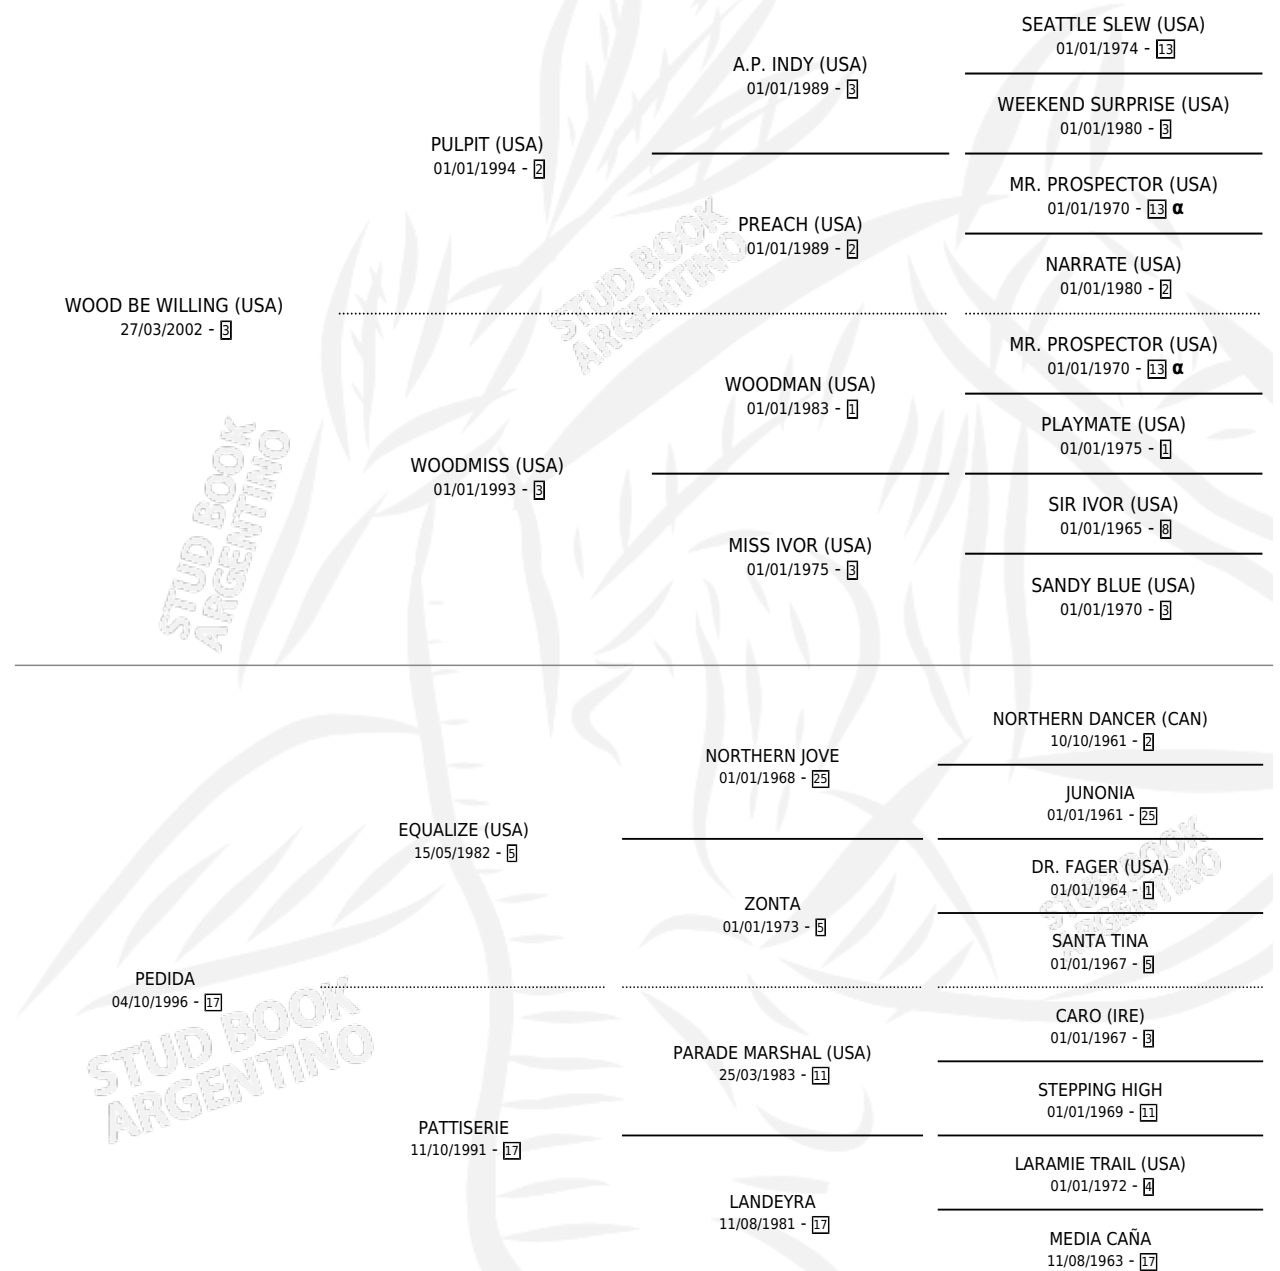 SEATTLE SLEW (USA)
01/01/1974 - 13
A.P. INDY (USA)
01/01/1989 - 3
WEEKEND SURPRISE (USA)
01/01/1980 - 3
PULPIT (USA)
01/01/1994 - 2
MR. PROSPECTOR (USA)
01/01/1970 - 13 α
PREACH (USA)
01/01/1989 - 2
NARRATE (USA)
01/01/1980 - 2
WOOD BE WILLING (USA)
27/03/2002 - 3
MR. PROSPECTOR (USA)
01/01/1970 - 13 α
WOODMAN (USA)
01/01/1983 - 1
PLAYMATE (USA)
01/01/1975 - 1
WOODMISS (USA)
01/01/1993 - 3
SIR IVOR (USA)
01/01/1965 - 8
MISS IVOR (USA)
01/01/1975 - 3
SANDY BLUE (USA)
01/01/1970 - 3
NORTHERN DANCER (CAN)
10/10/1961 - 2
NORTHERN JOVE
01/01/1968 - 25
JUNONIA
01/01/1961 - 25
EQUALIZE (USA)
15/05/1982 - 5
DR. FAGER (USA)
01/01/1964 - 1
ZONTA
01/01/1973 - 5
SANTA TINA
01/01/1967 - 5
PEDIDA
04/10/1996 - 17
CARO (IRE)
01/01/1967 - 3
PARADE MARSHAL (USA)
25/03/1983 - 11
STEPPING HIGH
01/01/1969 - 11
PATTISERIE
11/10/1991 - 17
LARAMIE TRAIL (USA)
01/01/1972 - 4
LANDEYRA
11/08/1981 - 17
MEDIA CAÑA
11/08/1963 - 17
STUD BOOK
ARGENTINO
STUD BOOK
ARGENTINO
STUD BOOK
ARGENTINO
STUD BOOK
ARGENTINO